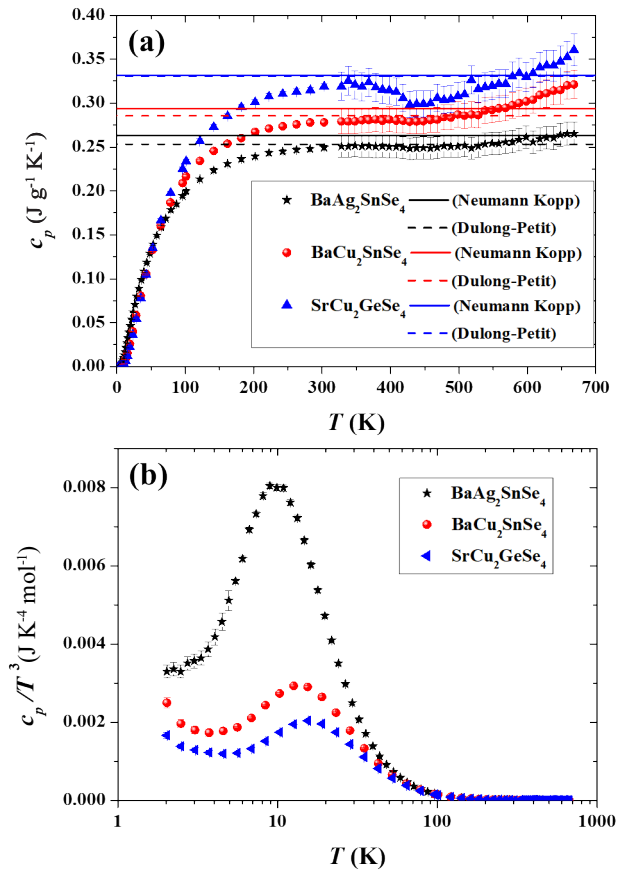 (a)
0.40
0.35
0.30
0.25
0.20
0.15
0.10
0.05
0.00
c_p (J g⁻¹ K⁻¹)
BaAg₂SnSe₄ (Neumann Kopp)
(Dulong-Petit)
BaCu₂SnSe₄ (Neumann Kopp)
(Dulong-Petit)
SrCu₂GeSe₄ (Neumann Kopp)
(Dulong-Petit)
0 100 200 300 400 500 600 700
T (K)
(b)
0.008
0.006
0.004
0.002
0.000
c_p/T³(J K⁻⁴ mol⁻¹)
BaAg₂SnSe₄
BaCu₂SnSe₄
SrCu₂GeSe₄
1 10 100 1000
T (K)